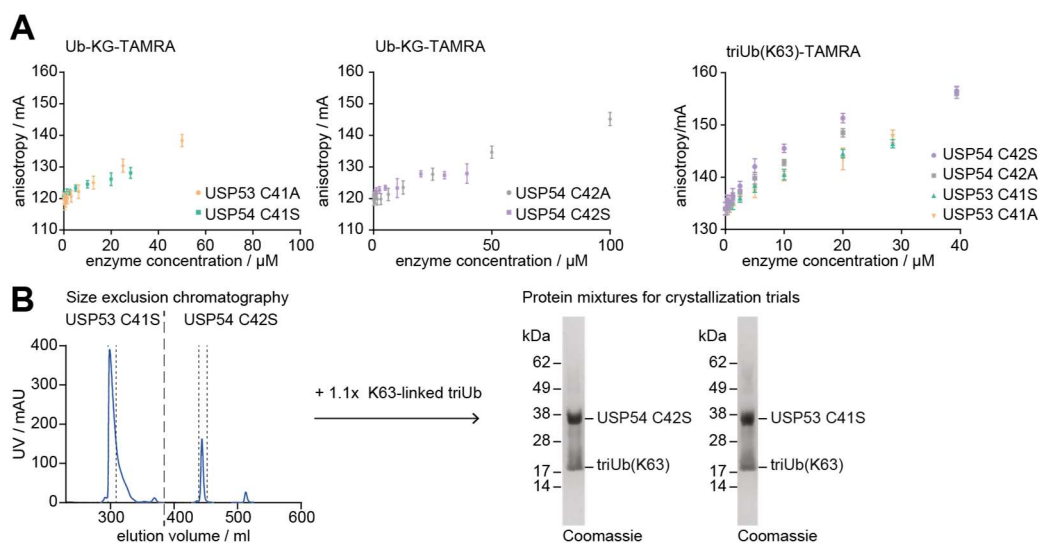 A
Ub-KG-TAMRA
160
150
140
130
120
110
anisotropy / mA
0
20
40
60
80
100
enzyme concentration / µM
USP53 C41A
USP54 C41S
Ub-KG-TAMRA
160
150
140
130
120
110
anisotropy / mA
0
50
100
enzyme concentration / µM
USP54 C42A
USP54 C42S
triUb(K63)-TAMRA
160
150
140
130
anisotropy/mA
0
10
20
30
40
enzyme concentration / µM
USP54 C42S
USP54 C42A
USP53 C41S
USP53 C41A
B
Size exclusion chromatography
USP53 C41S
USP54 C42S
400
300
200
100
0
UV / mAU
300
400
500
600
elution volume / ml
+ 1.1x K63-linked triUb
Protein mixtures for crystallization trials
kDa
62
49
38
28
17
14
USP54 C42S
triUb(K63)
Coomassie
kDa
62
49
38
28
17
14
USP53 C41S
triUb(K63)
Coomassie